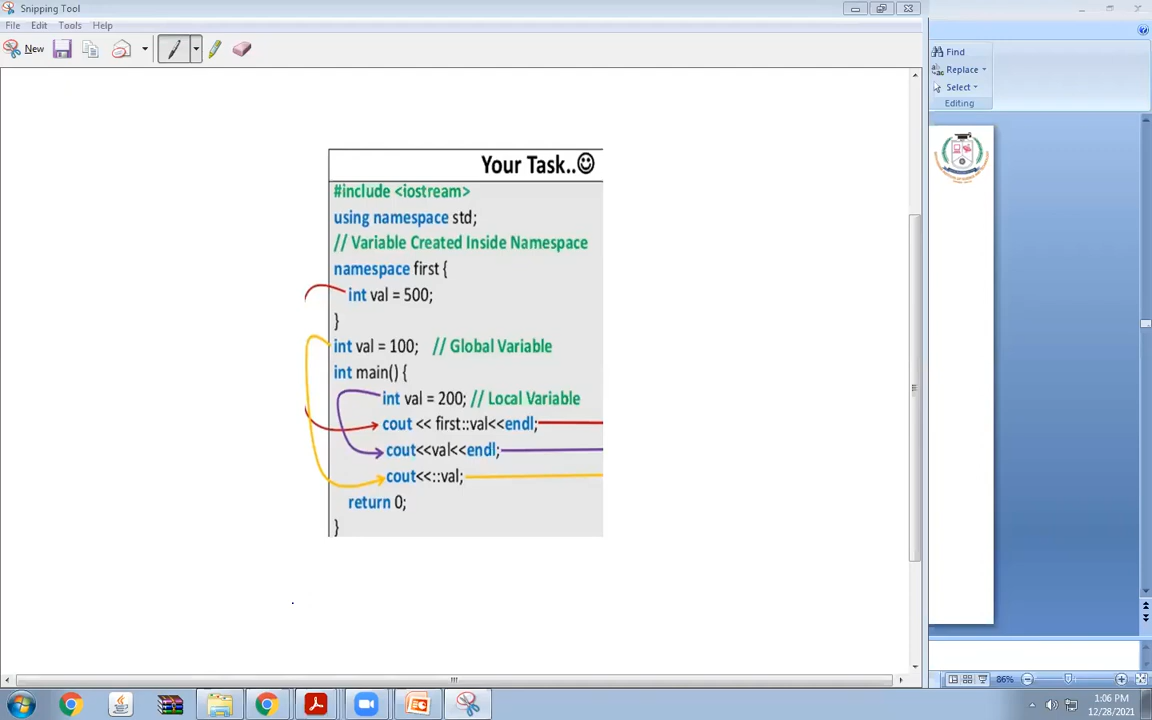 Snipping Tool
File Edit Tools Help
New
Find
Replace
Select
Editing
Your Task..☺
#include <iostream>
using namespace std;
// Variable Created Inside Namespace
namespace first {
int val = 500;
}
int val = 100; // Global Variable
int main() {
int val = 200; // Local Variable
cout << first::val<<endl;
cout<<val<<endl;
cout<<::val;
return 0;
}
86%
1:06 PM
12/28/2021